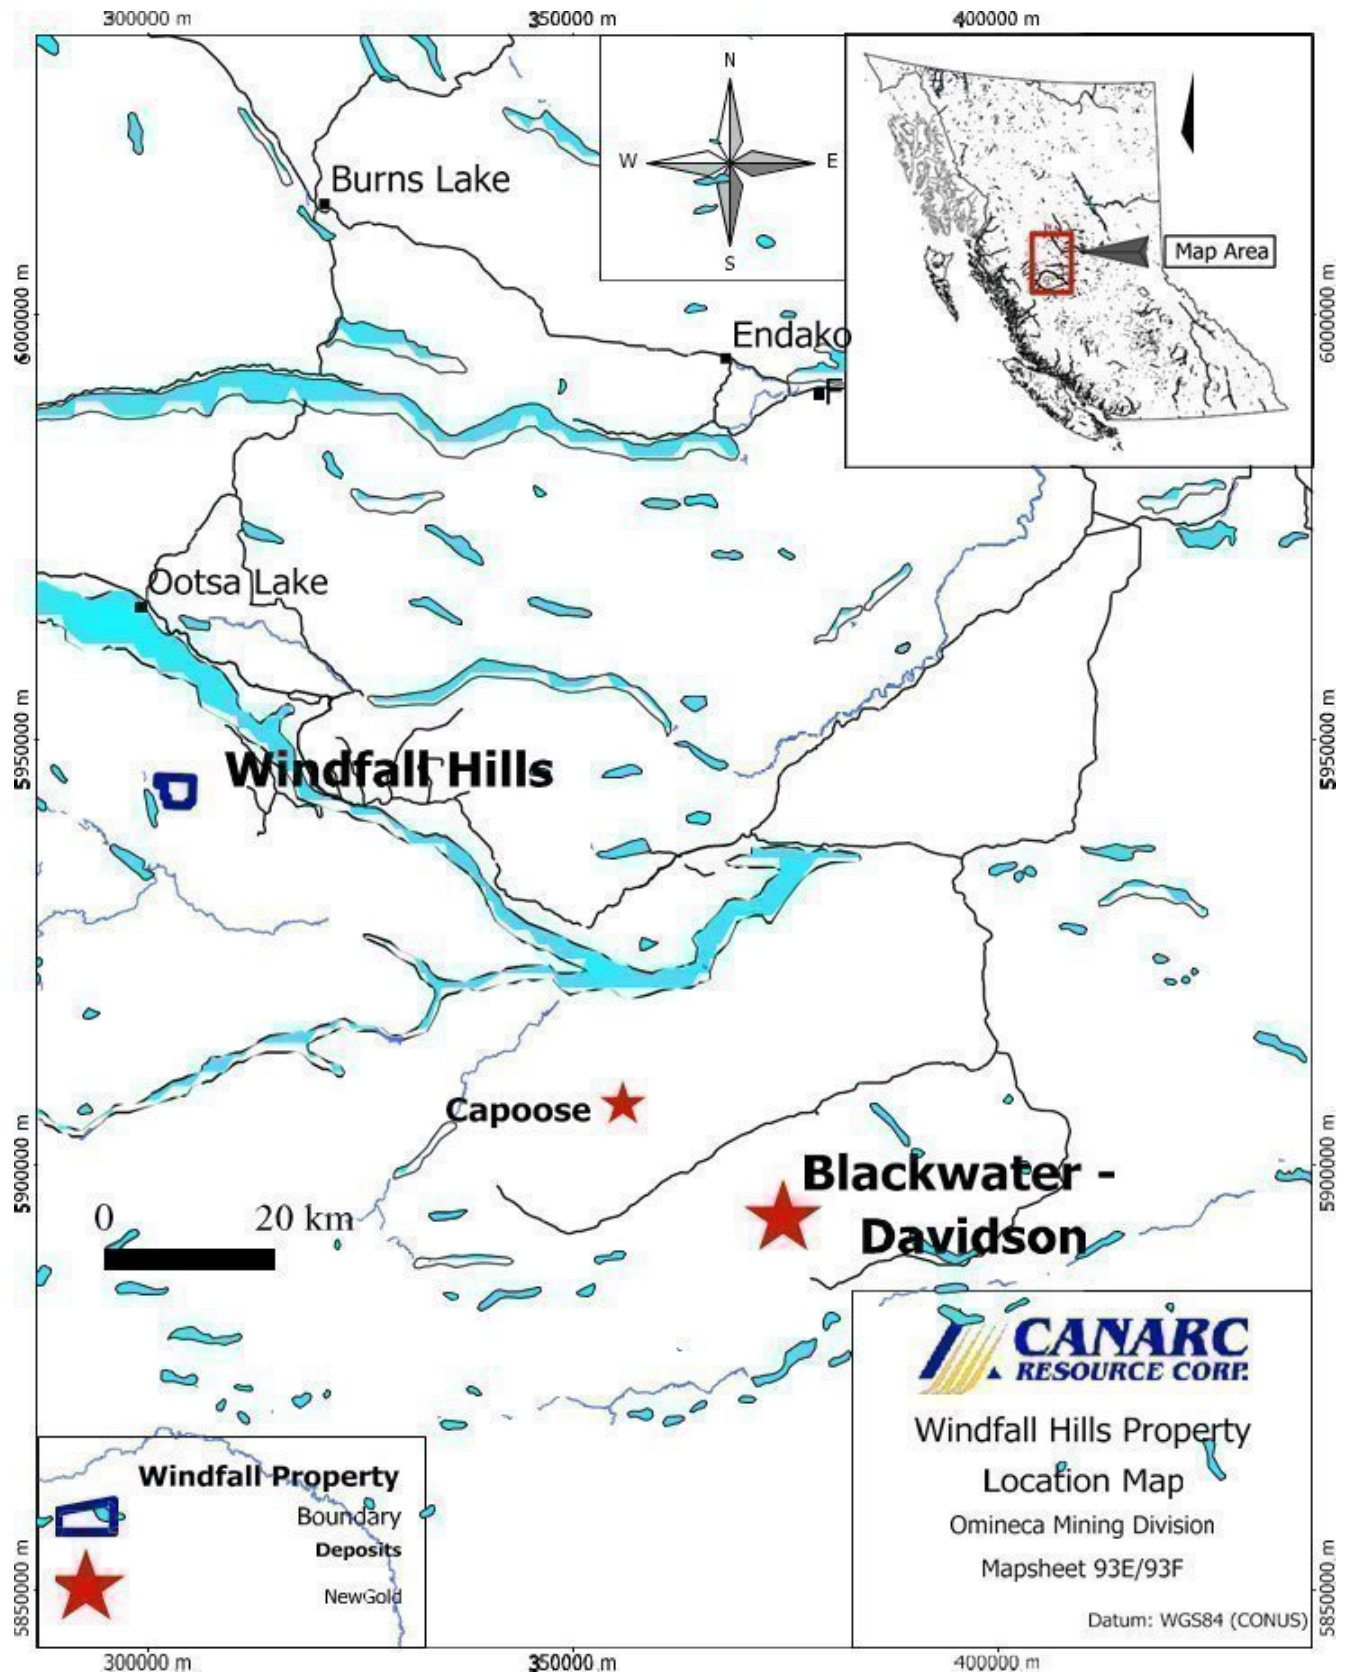 300000 m
350000 m
400000 m
N
W
E
S
Map Area
Burns Lake
6000000 m
6000000 m
Endako
F
Ootsa Lake
5950000 m
5950000 m
Windfall Hills
Capoose
5900000 m
5900000 m
Blackwater -
Davidson
0 20 km
CANARC
RESOURCE CORP.
Windfall Hills Property
Location Map
Omineca Mining Division
Mapsheet 93E/93F
Datum: WGS84 (CONUS)
Windfall Property
Boundary
Deposits
NewGold
5850000 m
5850000 m
300000 m
350000 m
400000 m